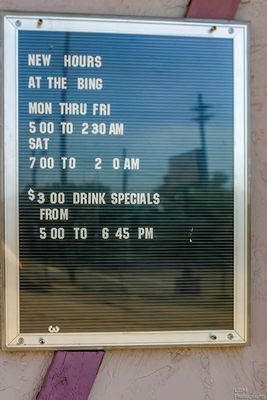 NEW HOURS
AT THE BING
MON THRU FRI
5 00 TO 2 30 AM
SAT
7 00 TO 2 0 AM
$3 00 DRINK SPECIALS
FROM
5 00 TO 6 45 PM
3